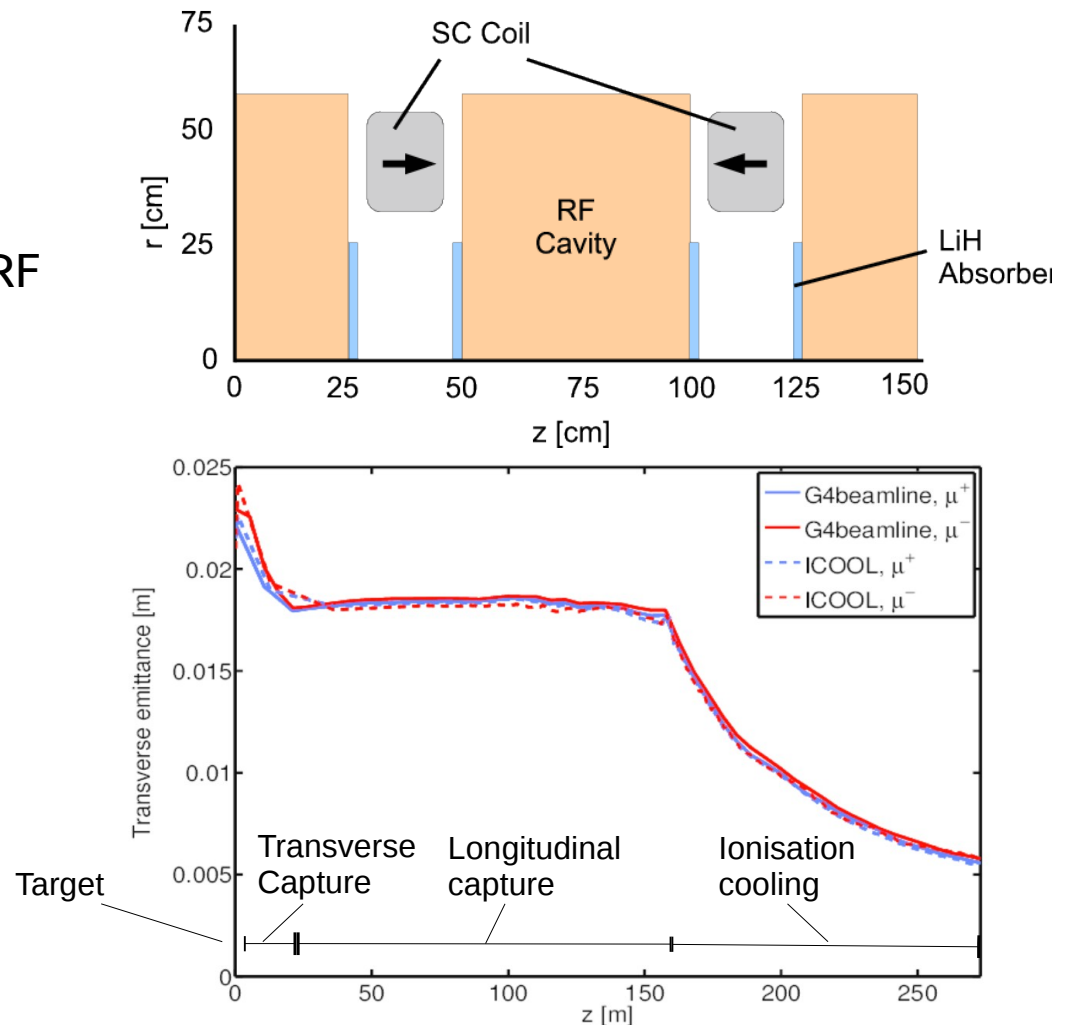 75
SC Coil
50
r [cm]
RF
Cavity
25
LiH
Absorber
RF
0
0 25 50 75 100 125 150
z [cm]
0.025
G4beamline, μ+
G4beamline, μ−
ICOOL, μ+
ICOOL, μ−
0.02
Transverse emittance [m]
0.015
0.01
Transverse
Capture
Longitudinal
capture
Ionisation
cooling
0.005
Target
0
0 50 100 150 200 250
z [m]